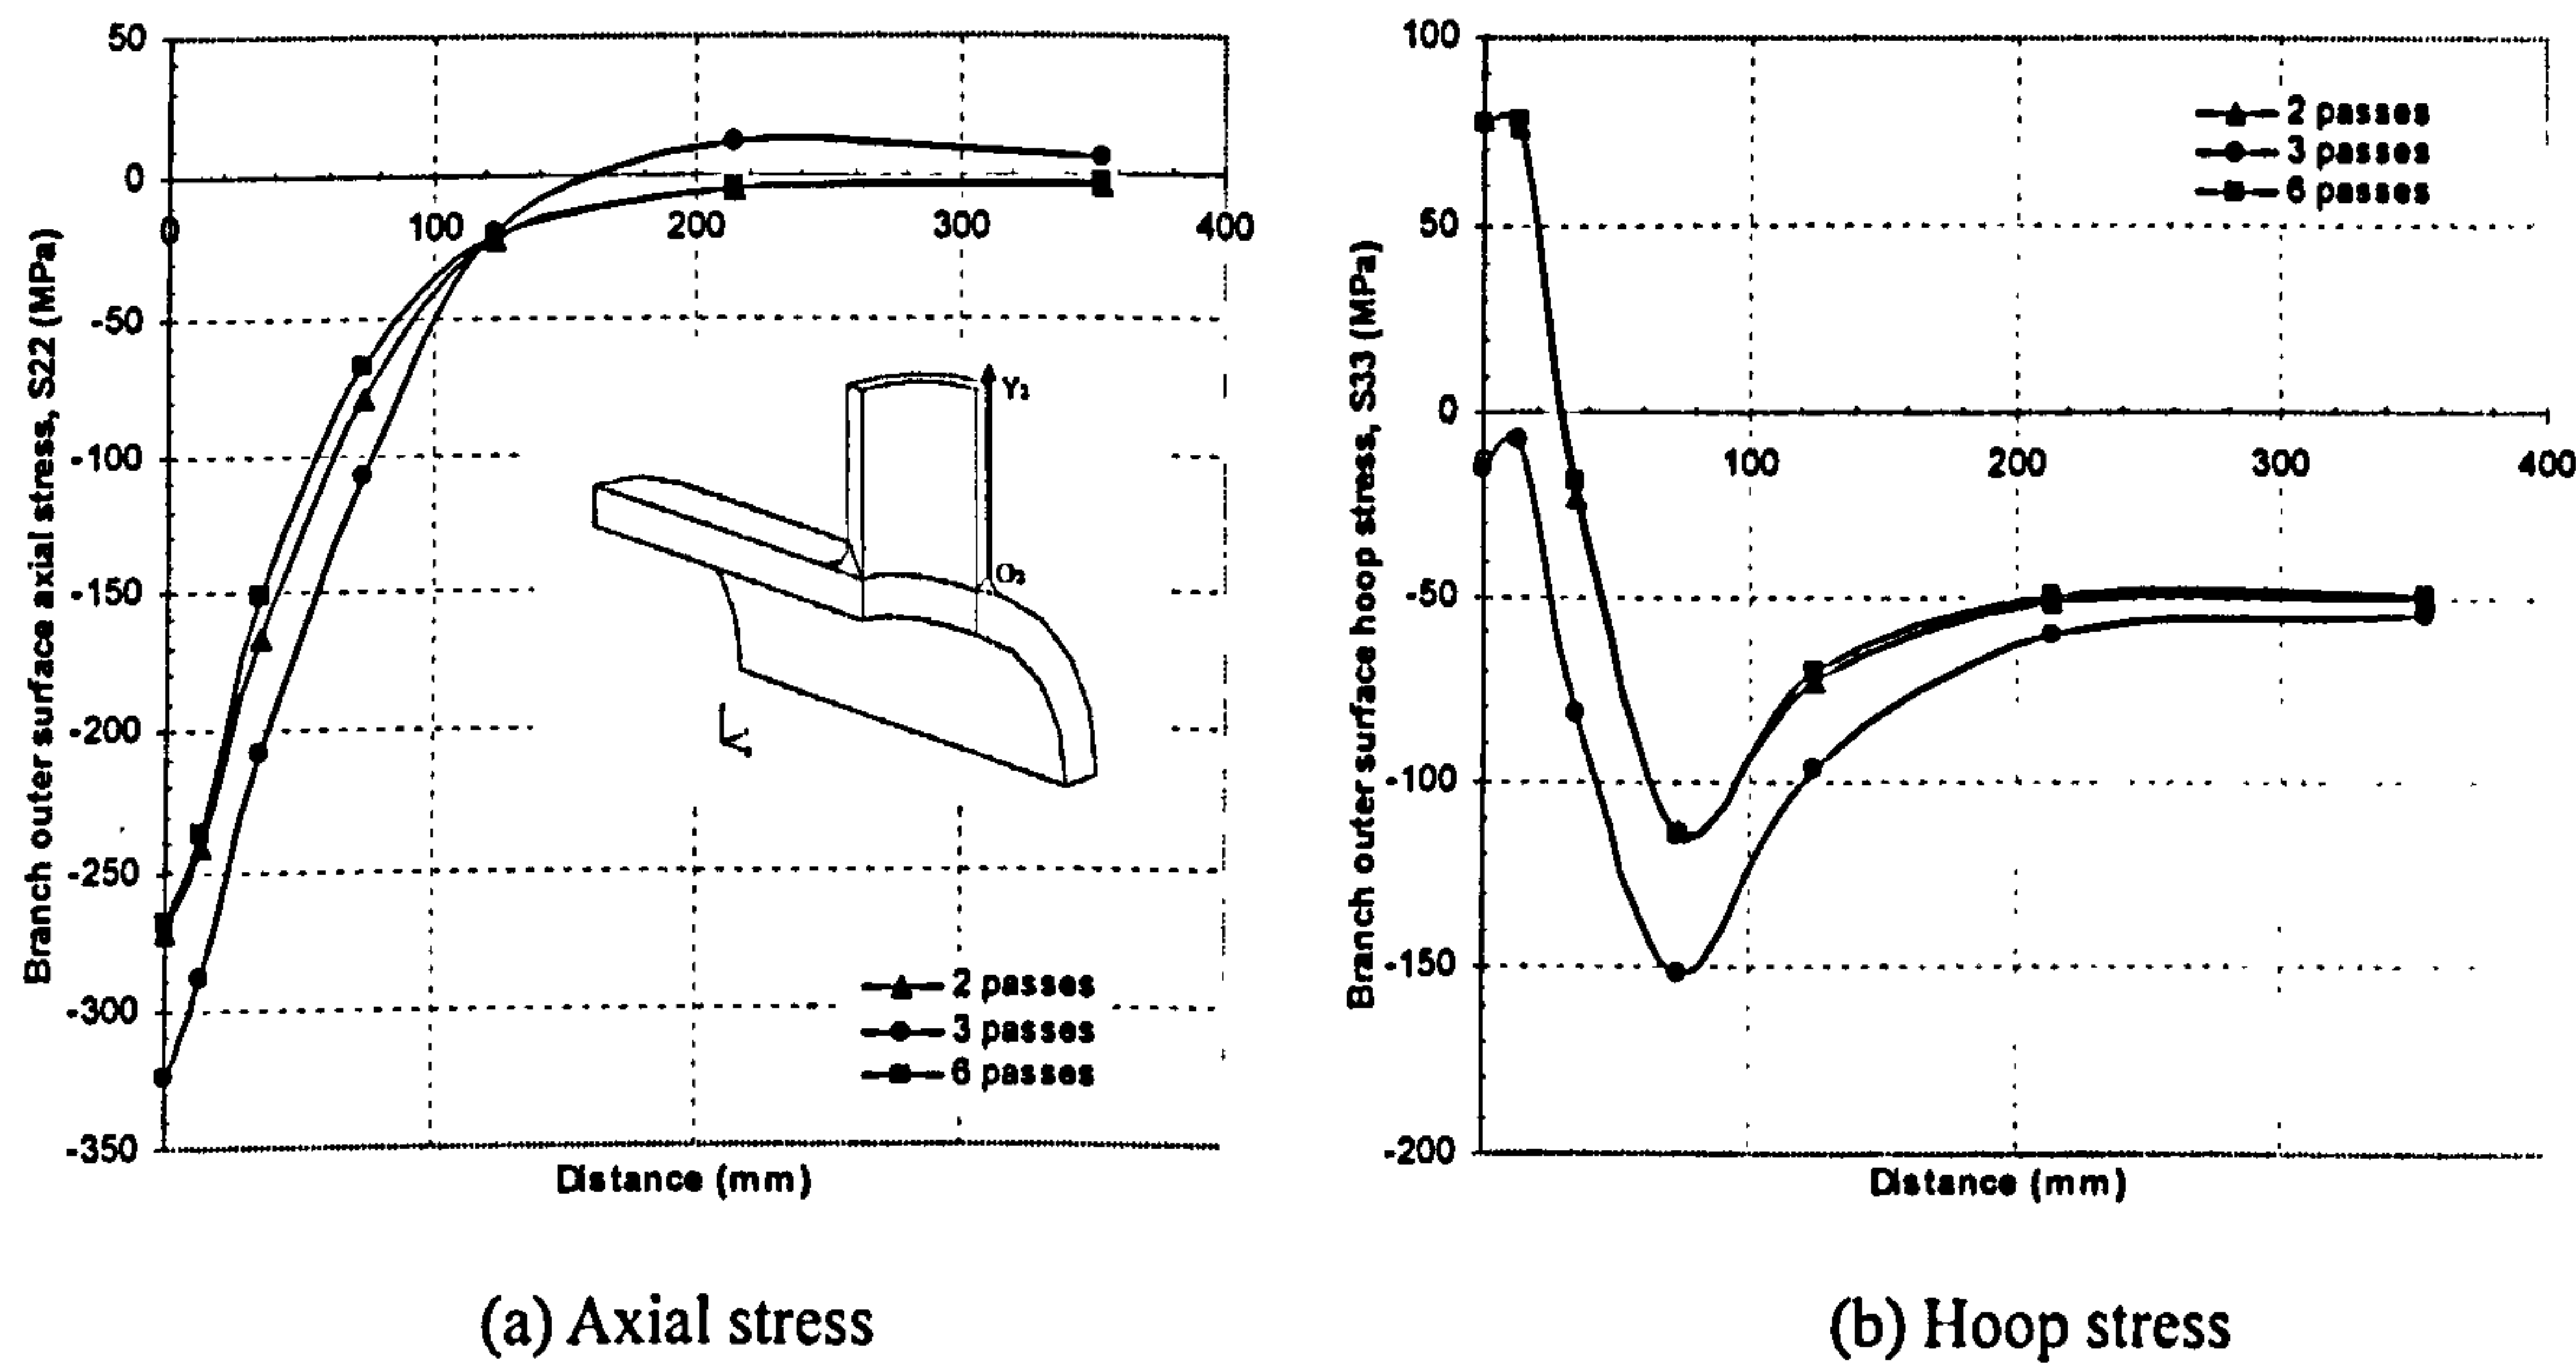 50
0
-50
-100
-150
-200
-250
-300
-350
0
100
200
300
400
Branch outer surface axial stress, S22 (MPa)
Distance (mm)
Y₂
O₂
2 passes
3 passes
6 passes
(a) Axial stress
100
50
0
-50
-100
-150
-200
0
100
200
300
400
Branch outer surface hoop stress, S33 (MPa)
Distance (mm)
2 passes
3 passes
6 passes
(b) Hoop stress